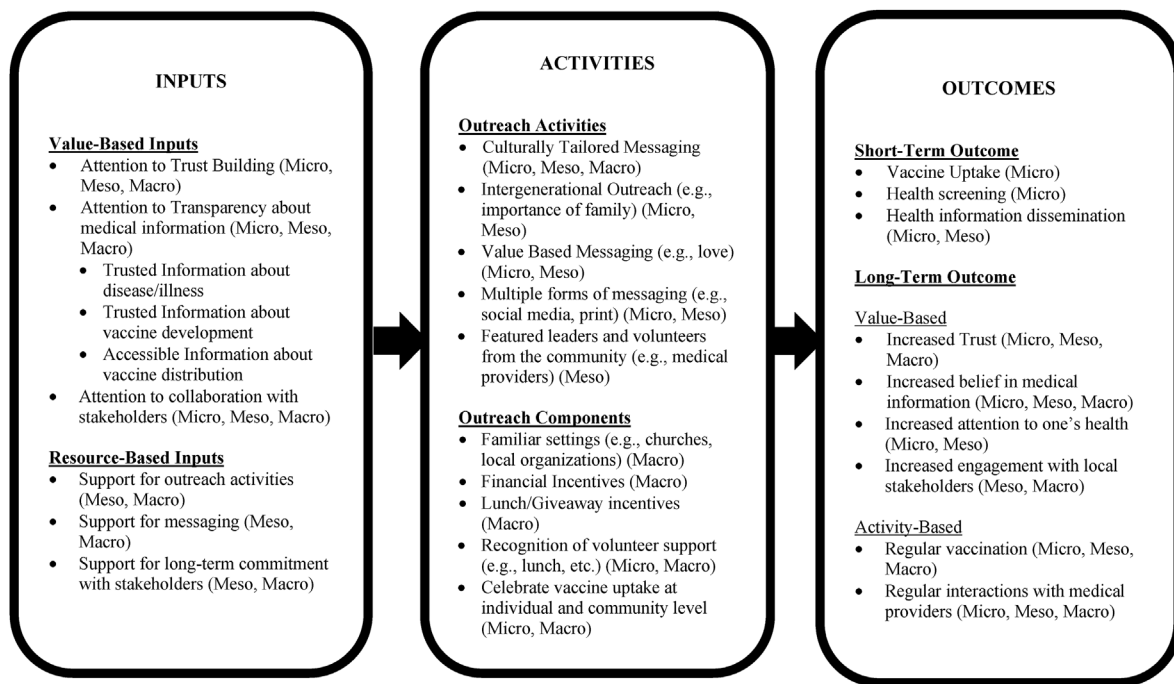 INPUTS
Value-Based Inputs
• Attention to Trust Building (Micro,
Meso, Macro)
• Attention to Transparency about
medical information (Micro, Meso,
Macro)
• Trusted Information about
disease/illness
• Trusted Information about
vaccine development
• Accessible Information about
vaccine distribution
• Attention to collaboration with
stakeholders (Micro, Meso, Macro)
Resource-Based Inputs
• Support for outreach activities
(Meso, Macro)
• Support for messaging (Meso,
Macro)
• Support for long-term commitment
with stakeholders (Meso, Macro)
ACTIVITIES
Outreach Activities
• Culturally Tailored Messaging
(Micro, Meso, Macro)
• Intergenerational Outreach (e.g.,
importance of family) (Micro,
Meso)
• Value Based Messaging (e.g., love)
(Micro, Meso)
• Multiple forms of messaging (e.g.,
social media, print) (Micro, Meso)
• Featured leaders and volunteers
from the community (e.g., medical
providers) (Meso)
Outreach Components
• Familiar settings (e.g., churches,
local organizations) (Macro)
• Financial Incentives (Macro)
• Lunch/Giveaway incentives
(Macro)
• Recognition of volunteer support
(e.g., lunch, etc.) (Micro, Macro)
• Celebrate vaccine uptake at
individual and community level
(Micro, Macro)
OUTCOMES
Short-Term Outcome
• Vaccine Uptake (Micro)
• Health screening (Micro)
• Health information dissemination
(Micro, Meso)
Long-Term Outcome
Value-Based
• Increased Trust (Micro, Meso,
Macro)
• Increased belief in medical
information (Micro, Meso, Macro)
• Increased attention to one's health
(Micro, Meso)
• Increased engagement with local
stakeholders (Meso, Macro)
Activity-Based
• Regular vaccination (Micro, Meso,
Macro)
• Regular interactions with medical
providers (Micro, Meso, Macro)